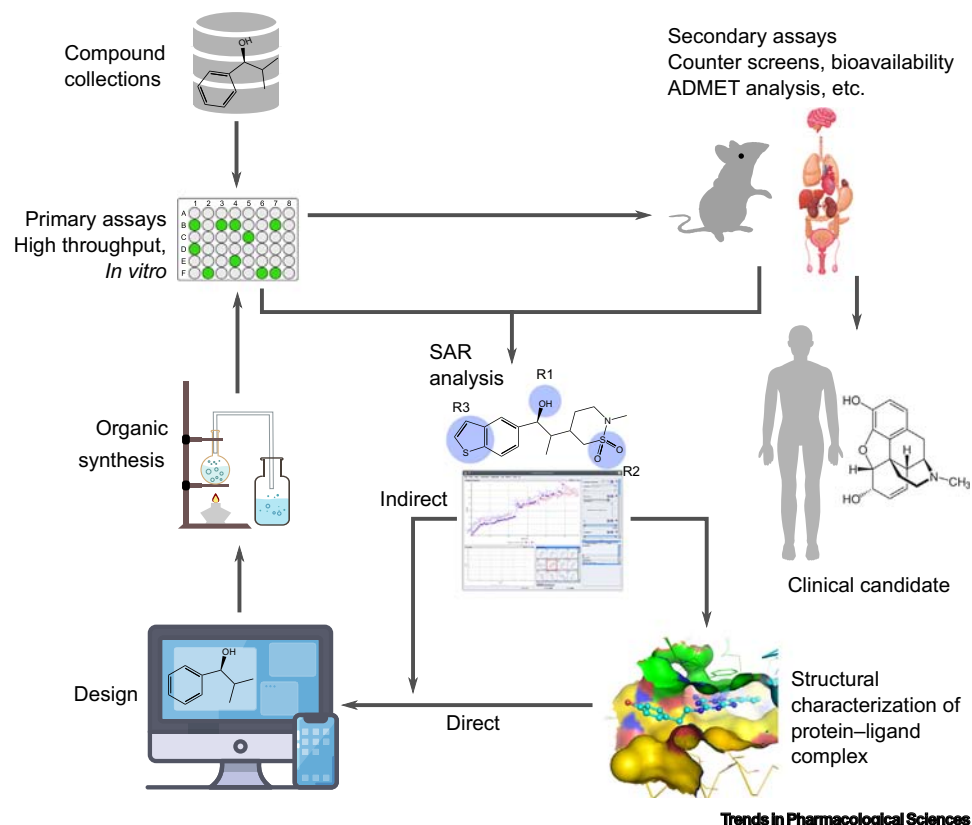 Compound
collections
OH
Secondary assays
Counter screens, bioavailability
ADMET analysis, etc.
Primary assays
High throughput,
In vitro
1 2 3 4 5 6 7 8
A
B
C
D
E
F
SAR
analysis
R1
OH
R3
N
S
S
O
O
R2
Organic
synthesis
Indirect
HO
O
H
H
N
CH3
HO
Clinical candidate
Design
OH
Direct
Structural
characterization of
protein–ligand
complex
Trends in Pharmacological Sciences